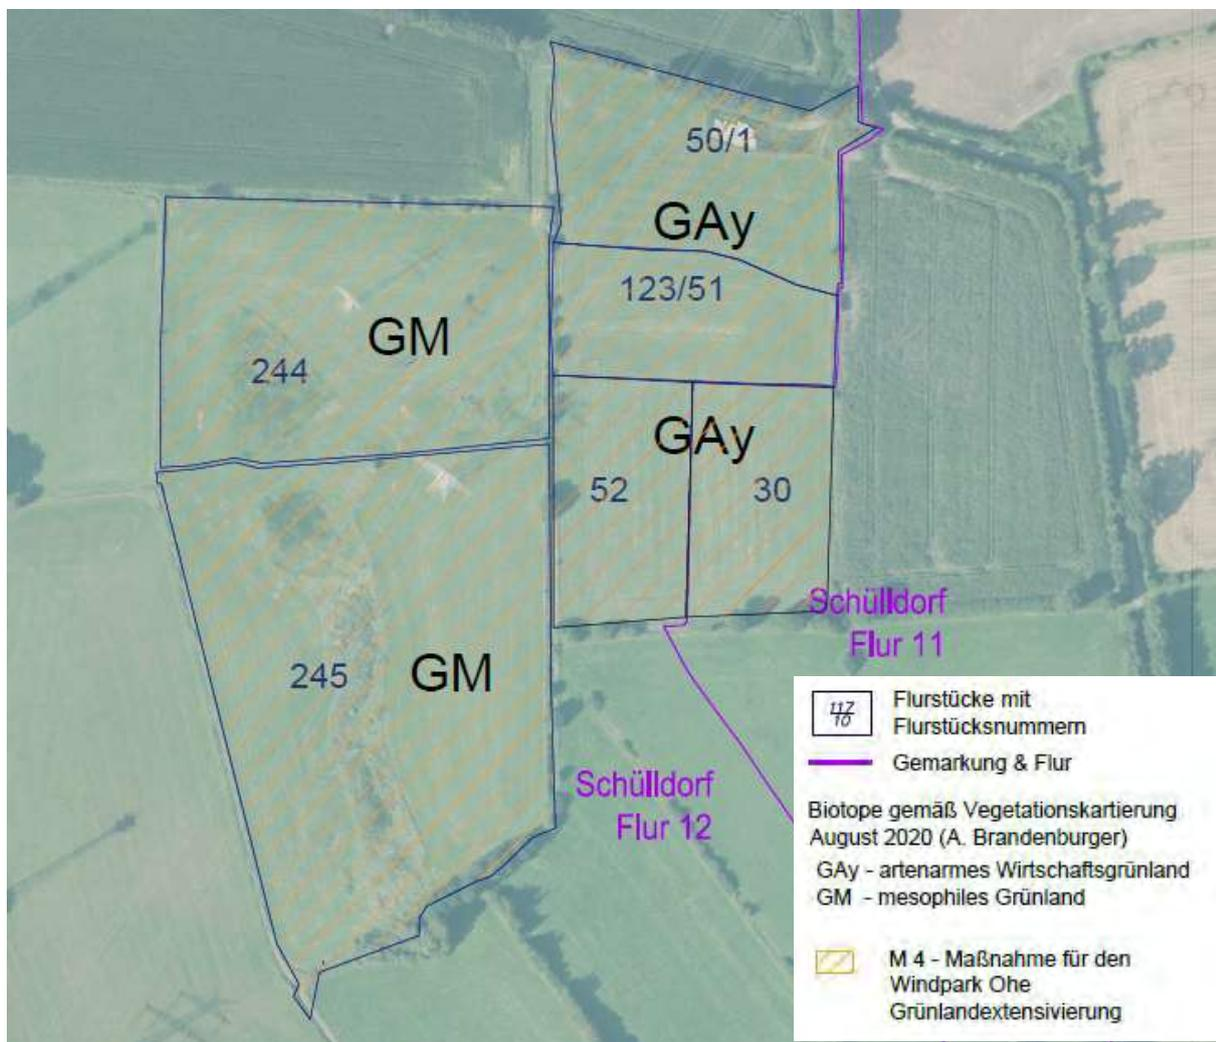 50/1
GAy
123/51
GM
244
GAy
52
30
Schülldorf
Flur 11
245
GM
Schülldorf
Flur 12
117
10
Flurstücke mit
Flurstücksnummern
Gemarkung & Flur
Biotope gemäß Vegetationskartierung
August 2020 (A. Brandenburger)
GAy - artenarmes Wirtschaftsgrünland
GM - mesophiles Grünland
M 4 - Maßnahme für den
Windpark Ohe
Grünlandextensivierung